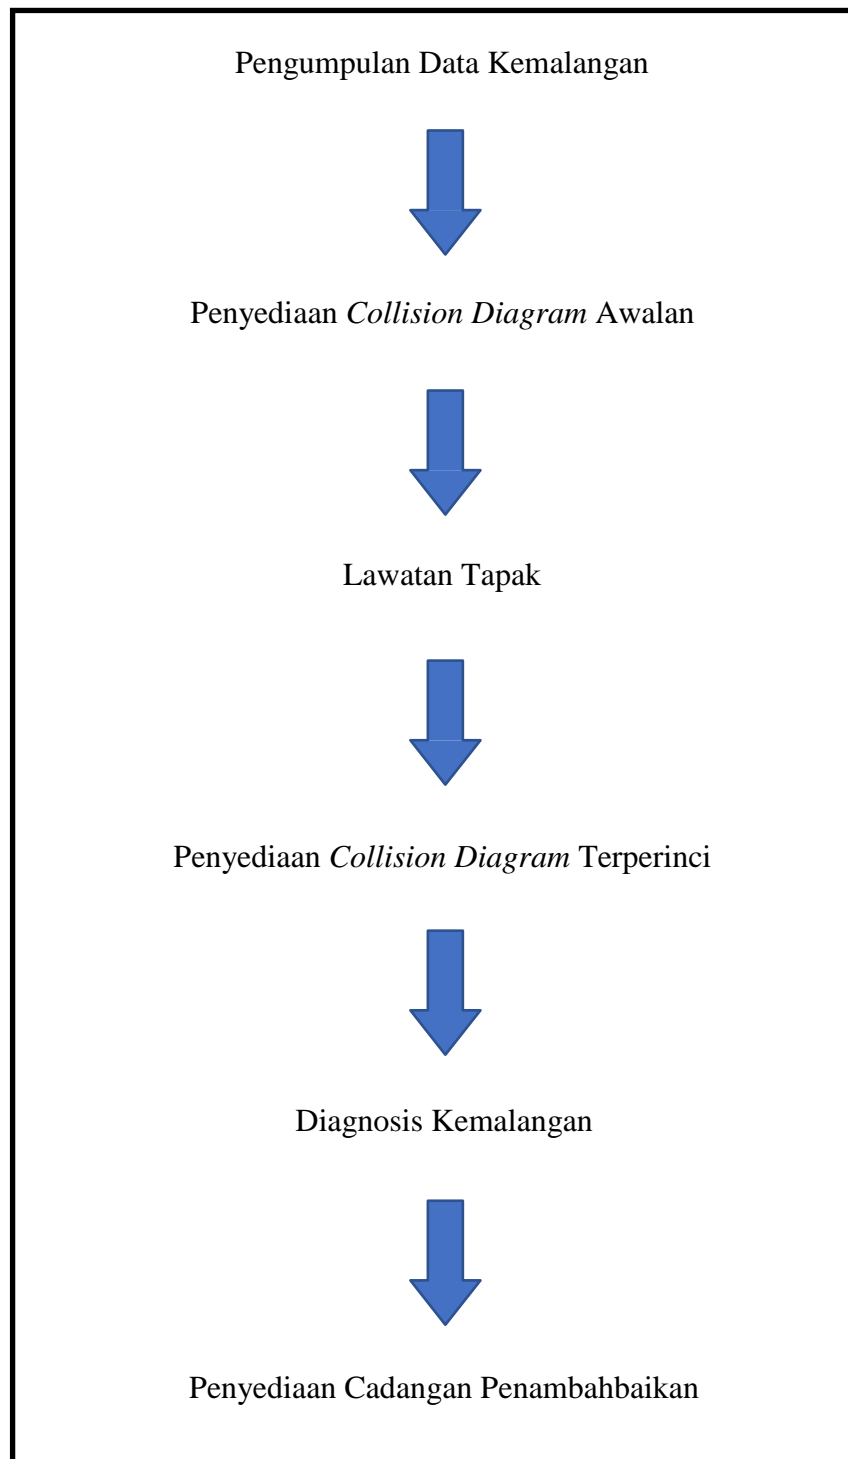 Pengumpulan Data Kemalangan
Penyediaan Collision Diagram Awalan
Lawatan Tapak
Penyediaan Collision Diagram Terperinci
Diagnosis Kemalangan
Penyediaan Cadangan Penambahbaikan